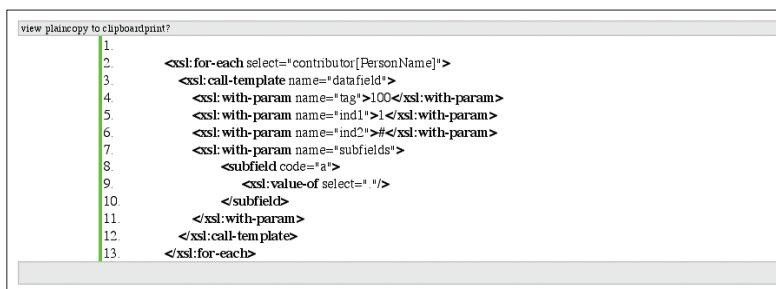 view plaincopy to clipboardprint?
1.
2. <xsl:for-each select="contributor[PersonName]">
3. <xsl:call-template name="datafield">
4. <xsl:with-param name="tag">100</xsl:with-param>
5. <xsl:with-param name="ind1">1</xsl:with-param>
6. <xsl:with-param name="ind2">#</xsl:with-param>
7. <xsl:with-param name="subfields">
8. <subfield code="a">
9. <xsl:value-of select="."/>
10. </subfield>
11. </xsl:with-param>
12. </xsl:call-template>
13. </xsl:for-each>